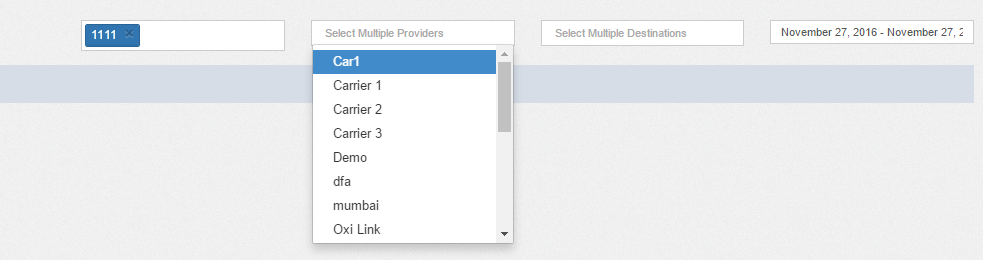 1111 ×
Select Multiple Providers
Select Multiple Destinations
November 27, 2016 - November 27, 2
Car1
Carrier 1
Carrier 2
Carrier 3
Demo
dfa
mumbai
Oxi Link